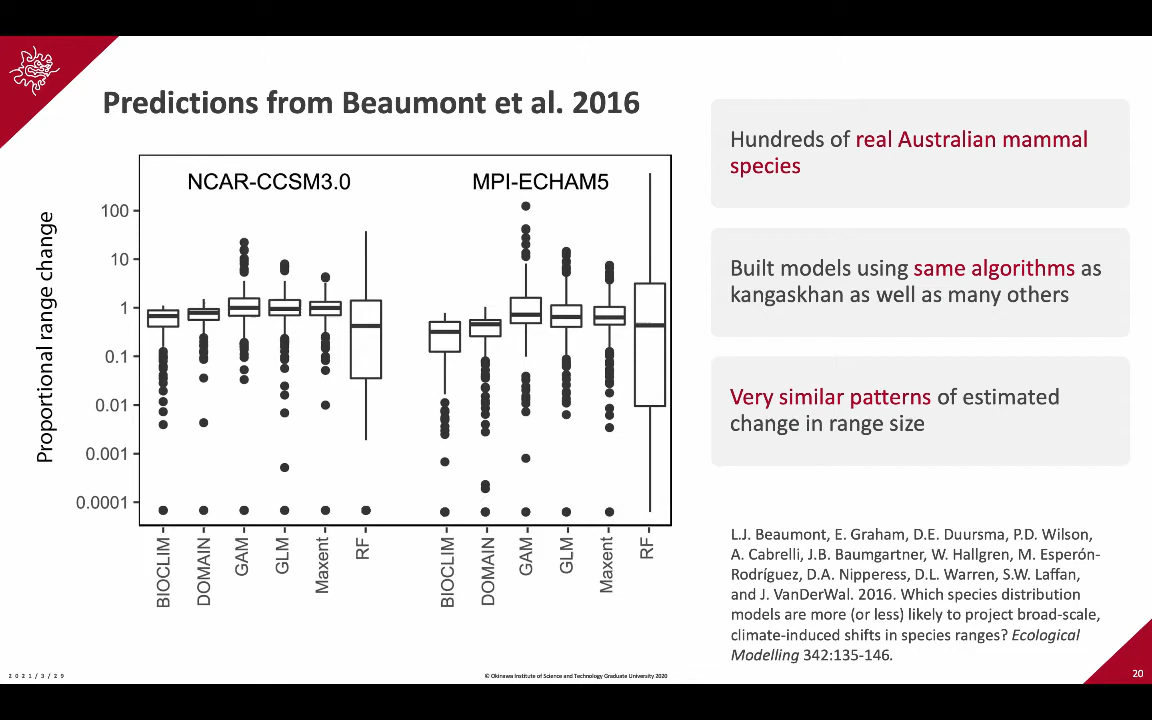 Predictions from Beaumont et al. 2016
Proportional range change
NCAR-CCSM3.0
MPI-ECHAM5
100
10
1
0.1
0.01
0.001
0.0001
BIOCLIM
DOMAIN
GAM
GLM
Maxent
RF
BIOCLIM
DOMAIN
GAM
GLM
Maxent
RF
Hundreds of real Australian mammal
species
Built models using same algorithms as
kangaskhan as well as many others
Very similar patterns of estimated
change in range size
L.J. Beaumont, E. Graham, D.E. Duursma, P.D. Wilson,
A. Cabrelli, J.B. Baumgartner, W. Hallgren, M. Esperón-
Rodríguez, D.A. Nipperess, D.L. Warren, S.W. Laffan,
and J. VanDerWal. 2016. Which species distribution
models are more (or less) likely to project broad-scale,
climate-induced shifts in species ranges? Ecological
Modelling 342:135-146.
2021/3/29
© Okinawa Institute of Science and Technology Graduate University 2020
20